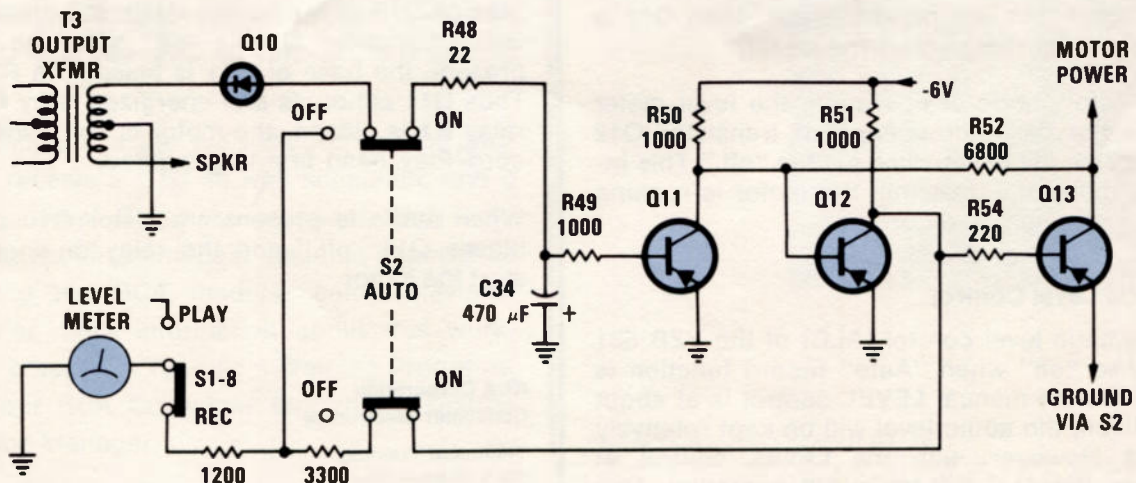 T3
OUTPUT
XFMR
Q10
R48
22
OFF
ON
SPKR
-6V
MOTOR
POWER
R50
1000
R51
1000
R52
6800
R49
1000
Q11
Q12
R54
220
Q13
C34
470 µF
+
S2
AUTO
LEVEL
METER
PLAY
S1-8
REC
OFF
ON
1200
3300
GROUND
VIA S2